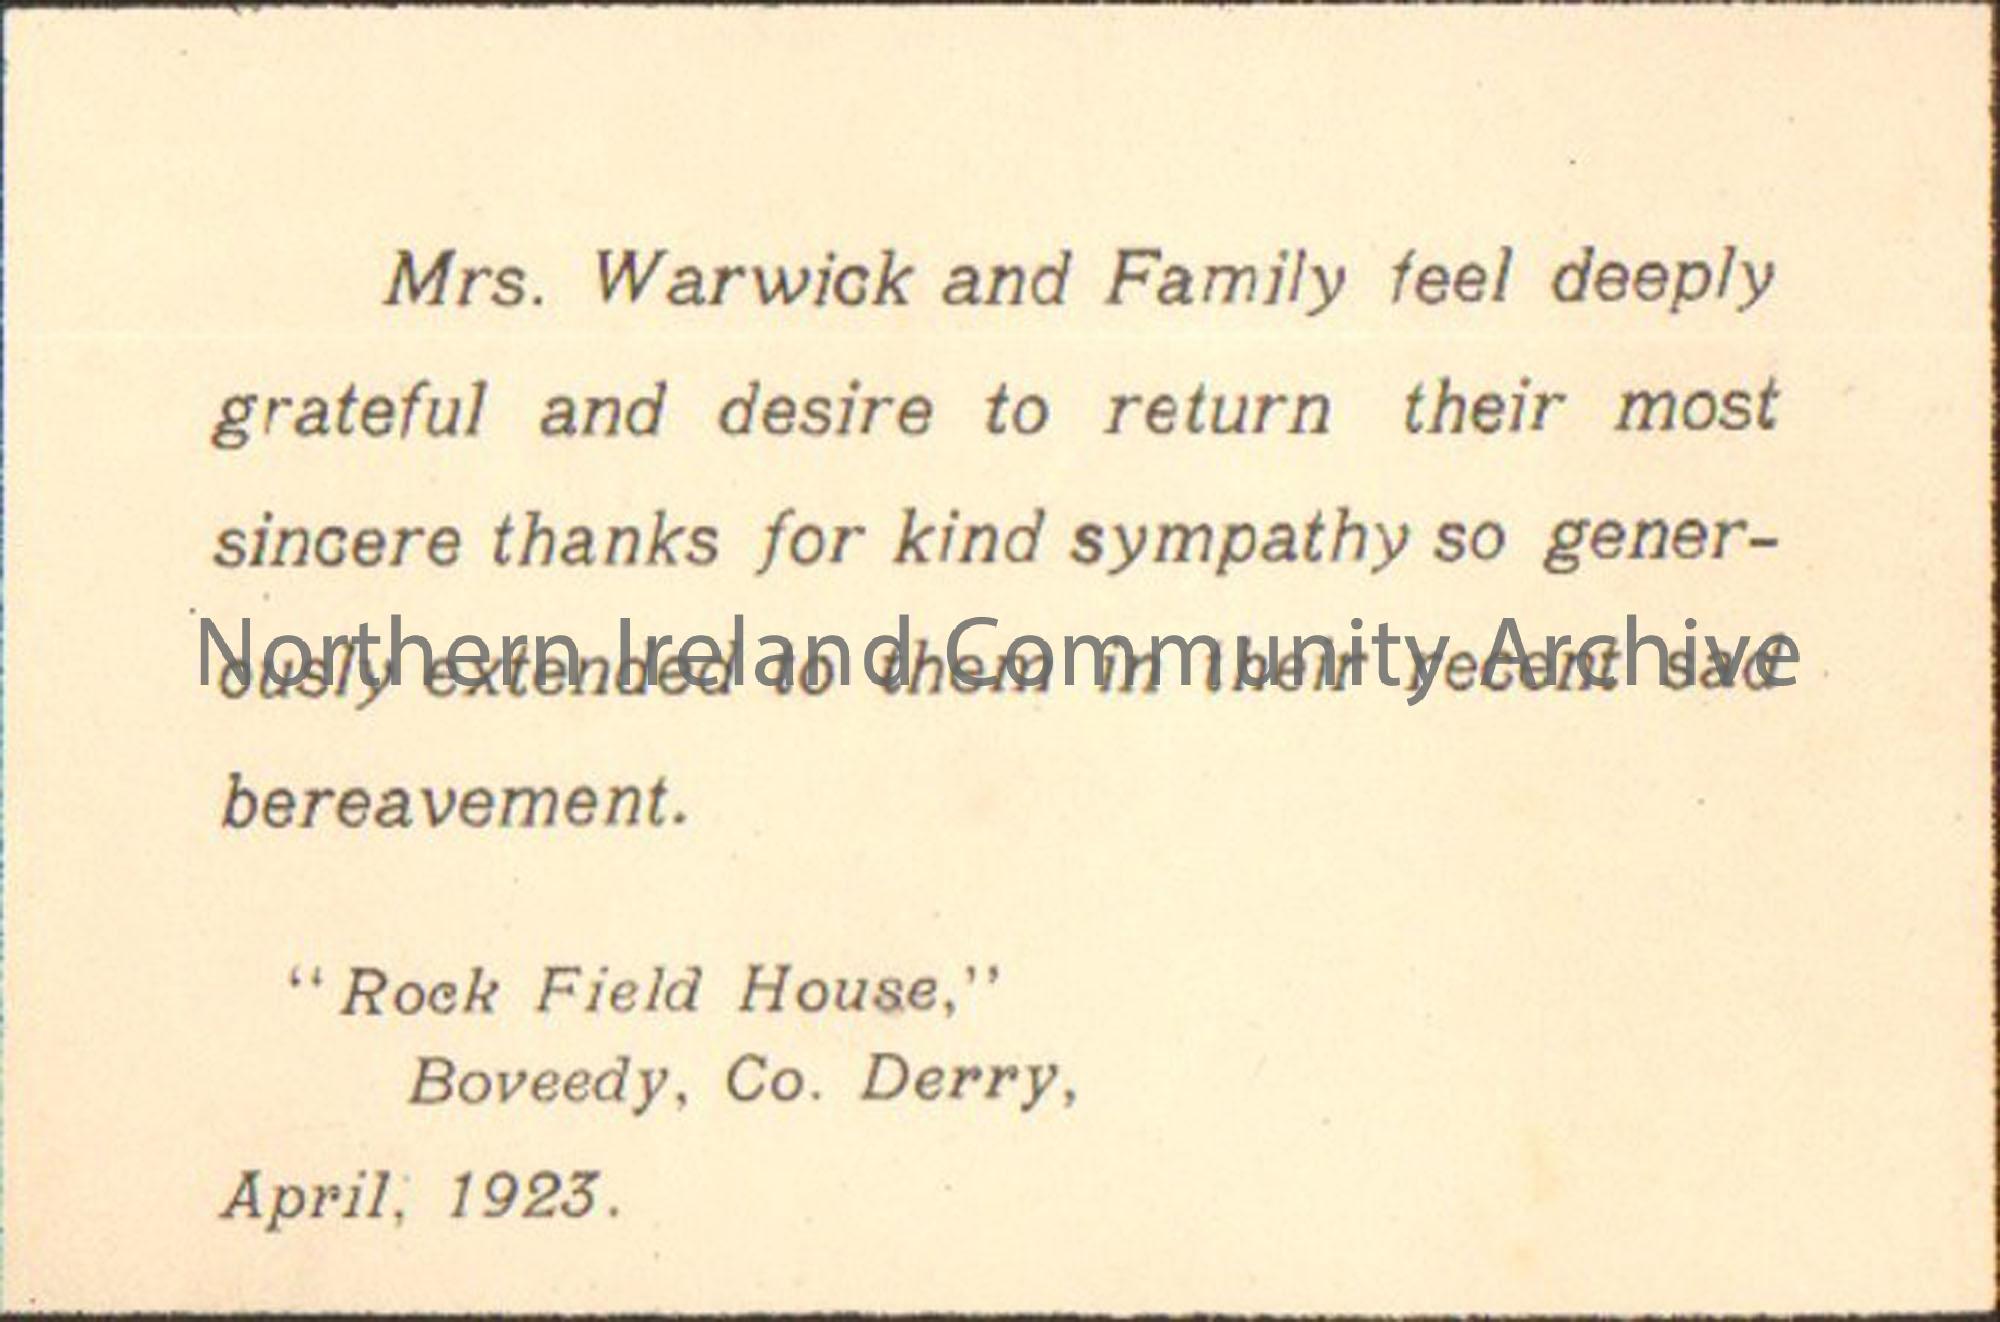 Mrs. Warwick and Family feel deeply
grateful and desire to return their most
sincere thanks for kind sympathy so gener-
ously extended to them in their recent sad
Northern Ireland Community Archive
bereavement.
"Rock Field House,"
Boveedy, Co. Derry,
April, 1923.